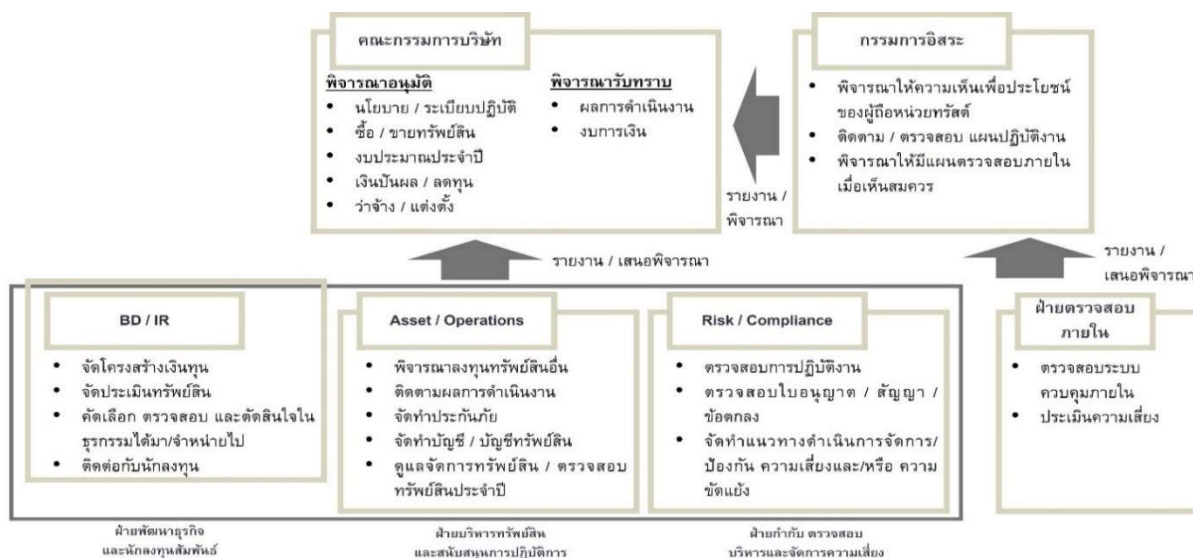 คณะกรรมการบริษัท
พิจารณาอนุมัติ
• นโยบาย / ระเบียบปฏิบัติ
• ซื้อ / ขายทรัพย์สิน
• งบประมาณประจำปี
• เงินปันผล / ลดทุน
• ว่าจ้าง / แต่งตั้ง
พิจารณารับทราบ
• ผลการดำเนินงาน
• งบการเงิน
รายงาน /
พิจารณา
กรรมการอิสระ
• พิจารณาให้ความเห็นเพื่อประโยชน์
ของผู้ถือหน่วยทรัสต์
• ติดตาม / ตรวจสอบ แผนปฏิบัติงาน
• พิจารณาให้มีแผนตรวจสอบภายใน
เมื่อเห็นสมควร
รายงาน / เสนอพิจารณา
รายงาน /
เสนอพิจารณา
BD / IR
• จัดโครงสร้างเงินทุน
• จัดประเมินทรัพย์สิน
• คัดเลือก ตรวจสอบ และตัดสินใจใน
ธุรกรรมได้มา/จำหน่ายไป
• ติดต่อกับนักลงทุน
Asset / Operations
• พิจารณาลงทุนทรัพย์สินอื่น
• ติดตามผลการดำเนินงาน
• จัดทำประกันภัย
• จัดทำบัญชี / บัญชีทรัพย์สิน
• ดูแลจัดการทรัพย์สิน / ตรวจสอบ
ทรัพย์สินประจำปี
Risk / Compliance
• ตรวจสอบการปฏิบัติงาน
• ตรวจสอบใบอนุญาต / สัญญา /
ข้อตกลง
• จัดทำแนวทางดำเนินการจัดการ/
ป้องกัน ความเสี่ยงและ/หรือ ความ
ขัดแย้ง
ฝ่ายตรวจสอบ
ภายใน
• ตรวจสอบระบบ
ควบคุมภายใน
• ประเมินความเสี่ยง
ฝ่ายพัฒนาธุรกิจ
และนักลงทุนสัมพันธ์
ฝ่ายบริหารทรัพย์สิน
และสนับสนุนการปฏิบัติการ
ฝ่ายกำกับ ตรวจสอบ
บริหารและจัดการความเสี่ยง